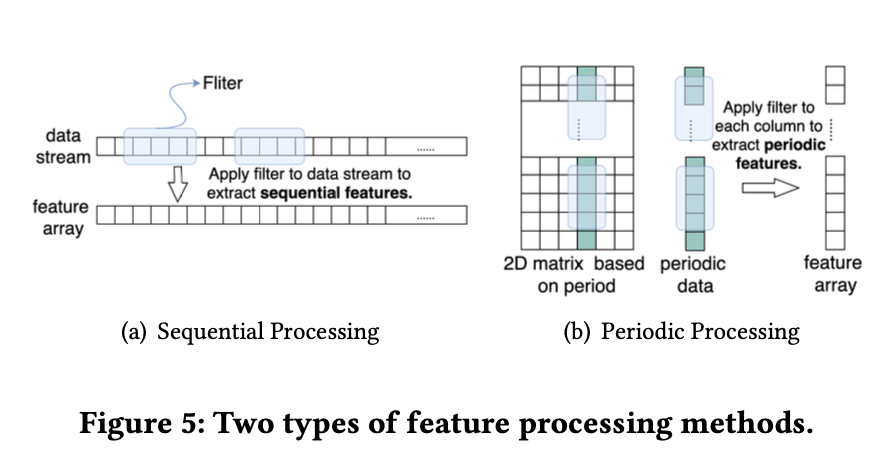 Fliter
data
stream
......
Apply filter to data stream to
extract sequential features.
feature
array
......
(a) Sequential Processing
Apply filter to
each column to
extract periodic
features.
2D matrix based
on period
periodic
data
feature
array
(b) Periodic Processing
Figure 5: Two types of feature processing methods.